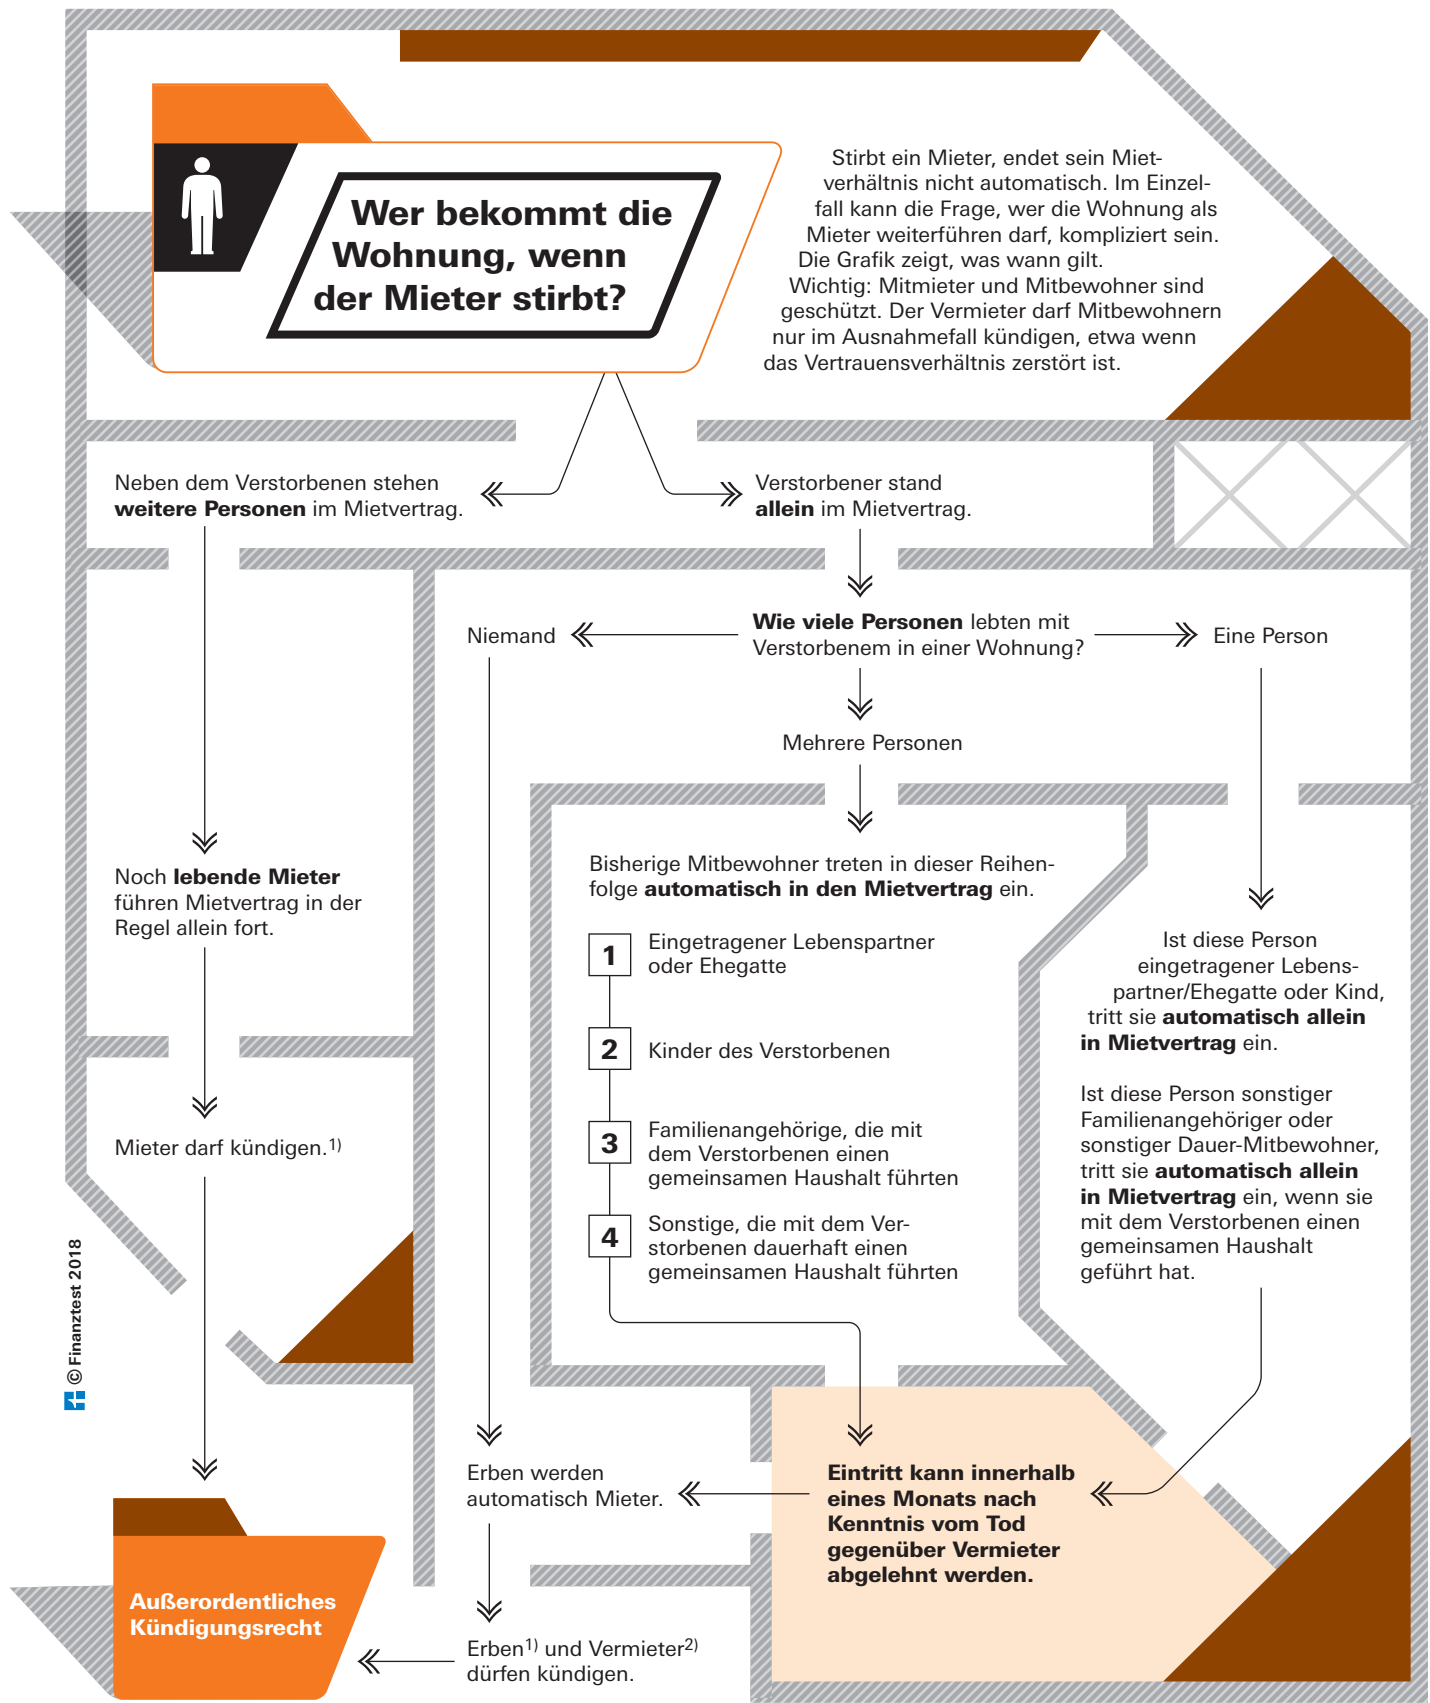 Wer bekommt die
Wohnung, wenn
der Mieter stirbt?
Stirbt ein Mieter, endet sein Miet-
verhältnis nicht automatisch. Im Einzel-
fall kann die Frage, wer die Wohnung als
Mieter weiterführen darf, kompliziert sein.
Die Grafik zeigt, was wann gilt.
Wichtig: Mitmieter und Mitbewohner sind
geschützt. Der Vermieter darf Mitbewohnern
nur im Ausnahmefall kündigen, etwa wenn
das Vertrauensverhältnis zerstört ist.
Neben dem Verstorbenen stehen
weitere Personen im Mietvertrag.
Verstorbener stand
allein im Mietvertrag.
Niemand
Wie viele Personen lebten mit
Verstorbenem in einer Wohnung?
Eine Person
Mehrere Personen
Noch lebende Mieter
führen Mietvertrag in der
Regel allein fort.
Bisherige Mitbewohner treten in dieser Reihen-
folge automatisch in den Mietvertrag ein.
1 Eingetragener Lebenspartner
oder Ehegatte
2 Kinder des Verstorbenen
3 Familienangehörige, die mit
dem Verstorbenen einen
gemeinsamen Haushalt führten
4 Sonstige, die mit dem Ver-
storbenen dauerhaft einen
gemeinsamen Haushalt führten
Ist diese Person
eingetragener Lebens-
partner/Ehegatte oder Kind,
tritt sie automatisch allein
in Mietvertrag ein.
Ist diese Person sonstiger
Familienangehöriger oder
sonstiger Dauer-Mitbewohner,
tritt sie automatisch allein
in Mietvertrag ein, wenn sie
mit dem Verstorbenen einen
gemeinsamen Haushalt
geführt hat.
Mieter darf kündigen.1)
© Finanztest 2018
Erben werden
automatisch Mieter.
Eintritt kann innerhalb
eines Monats nach
Kenntnis vom Tod
gegenüber Vermieter
abgelehnt werden.
Außerordentliches
Kündigungsrecht
Erben1) und Vermieter2)
dürfen kündigen.